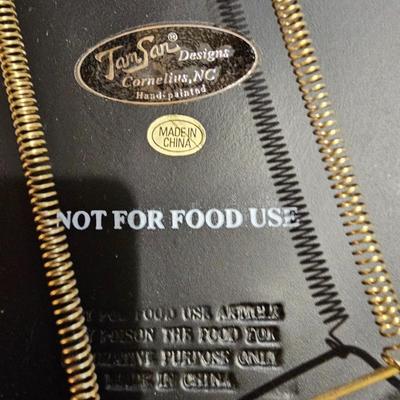 TamSan® Designs
Cornelius, NC
Hand-painted
MADE IN
CHINA
NOT FOR FOOD USE
FOOD USE ARTICLE
POISON THE FOOD FOR
PURPOSE ONLY
MADE IN CHINA